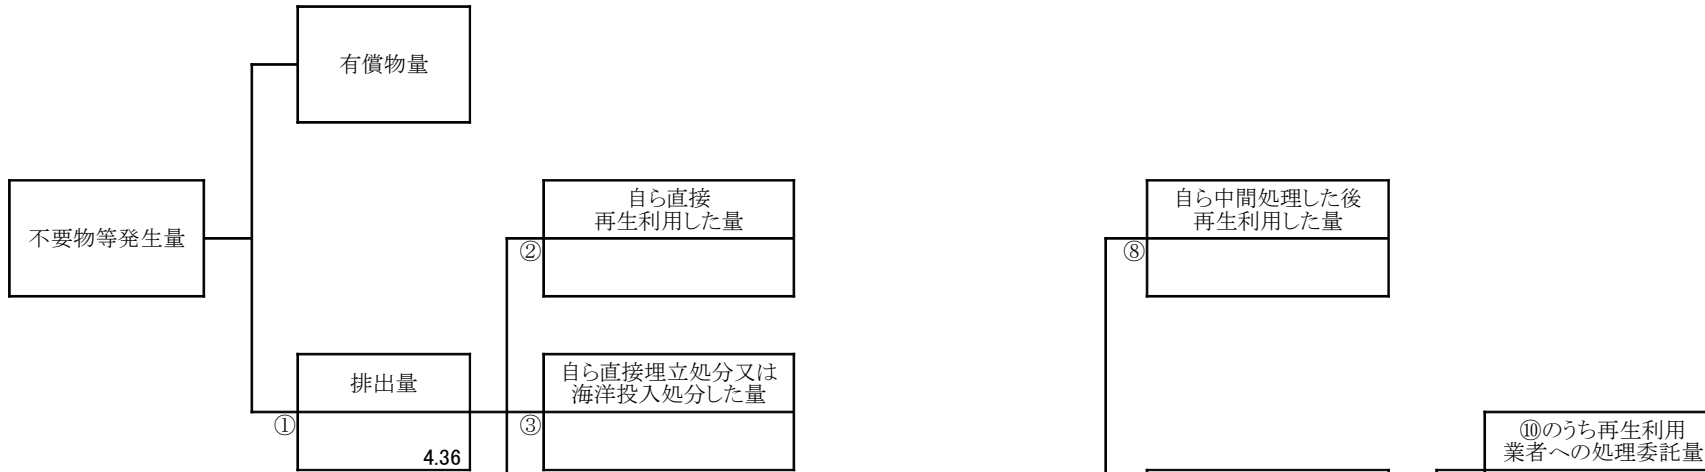 有償物量
不要物等発生量
自ら直接
再生利用した量
②
自ら中間処理した後
再生利用した量
⑧
排出量
①
4.36
自ら直接埋立処分又は
海洋投入処分した量
③
⑩のうち再生利用
業者への処理委託量